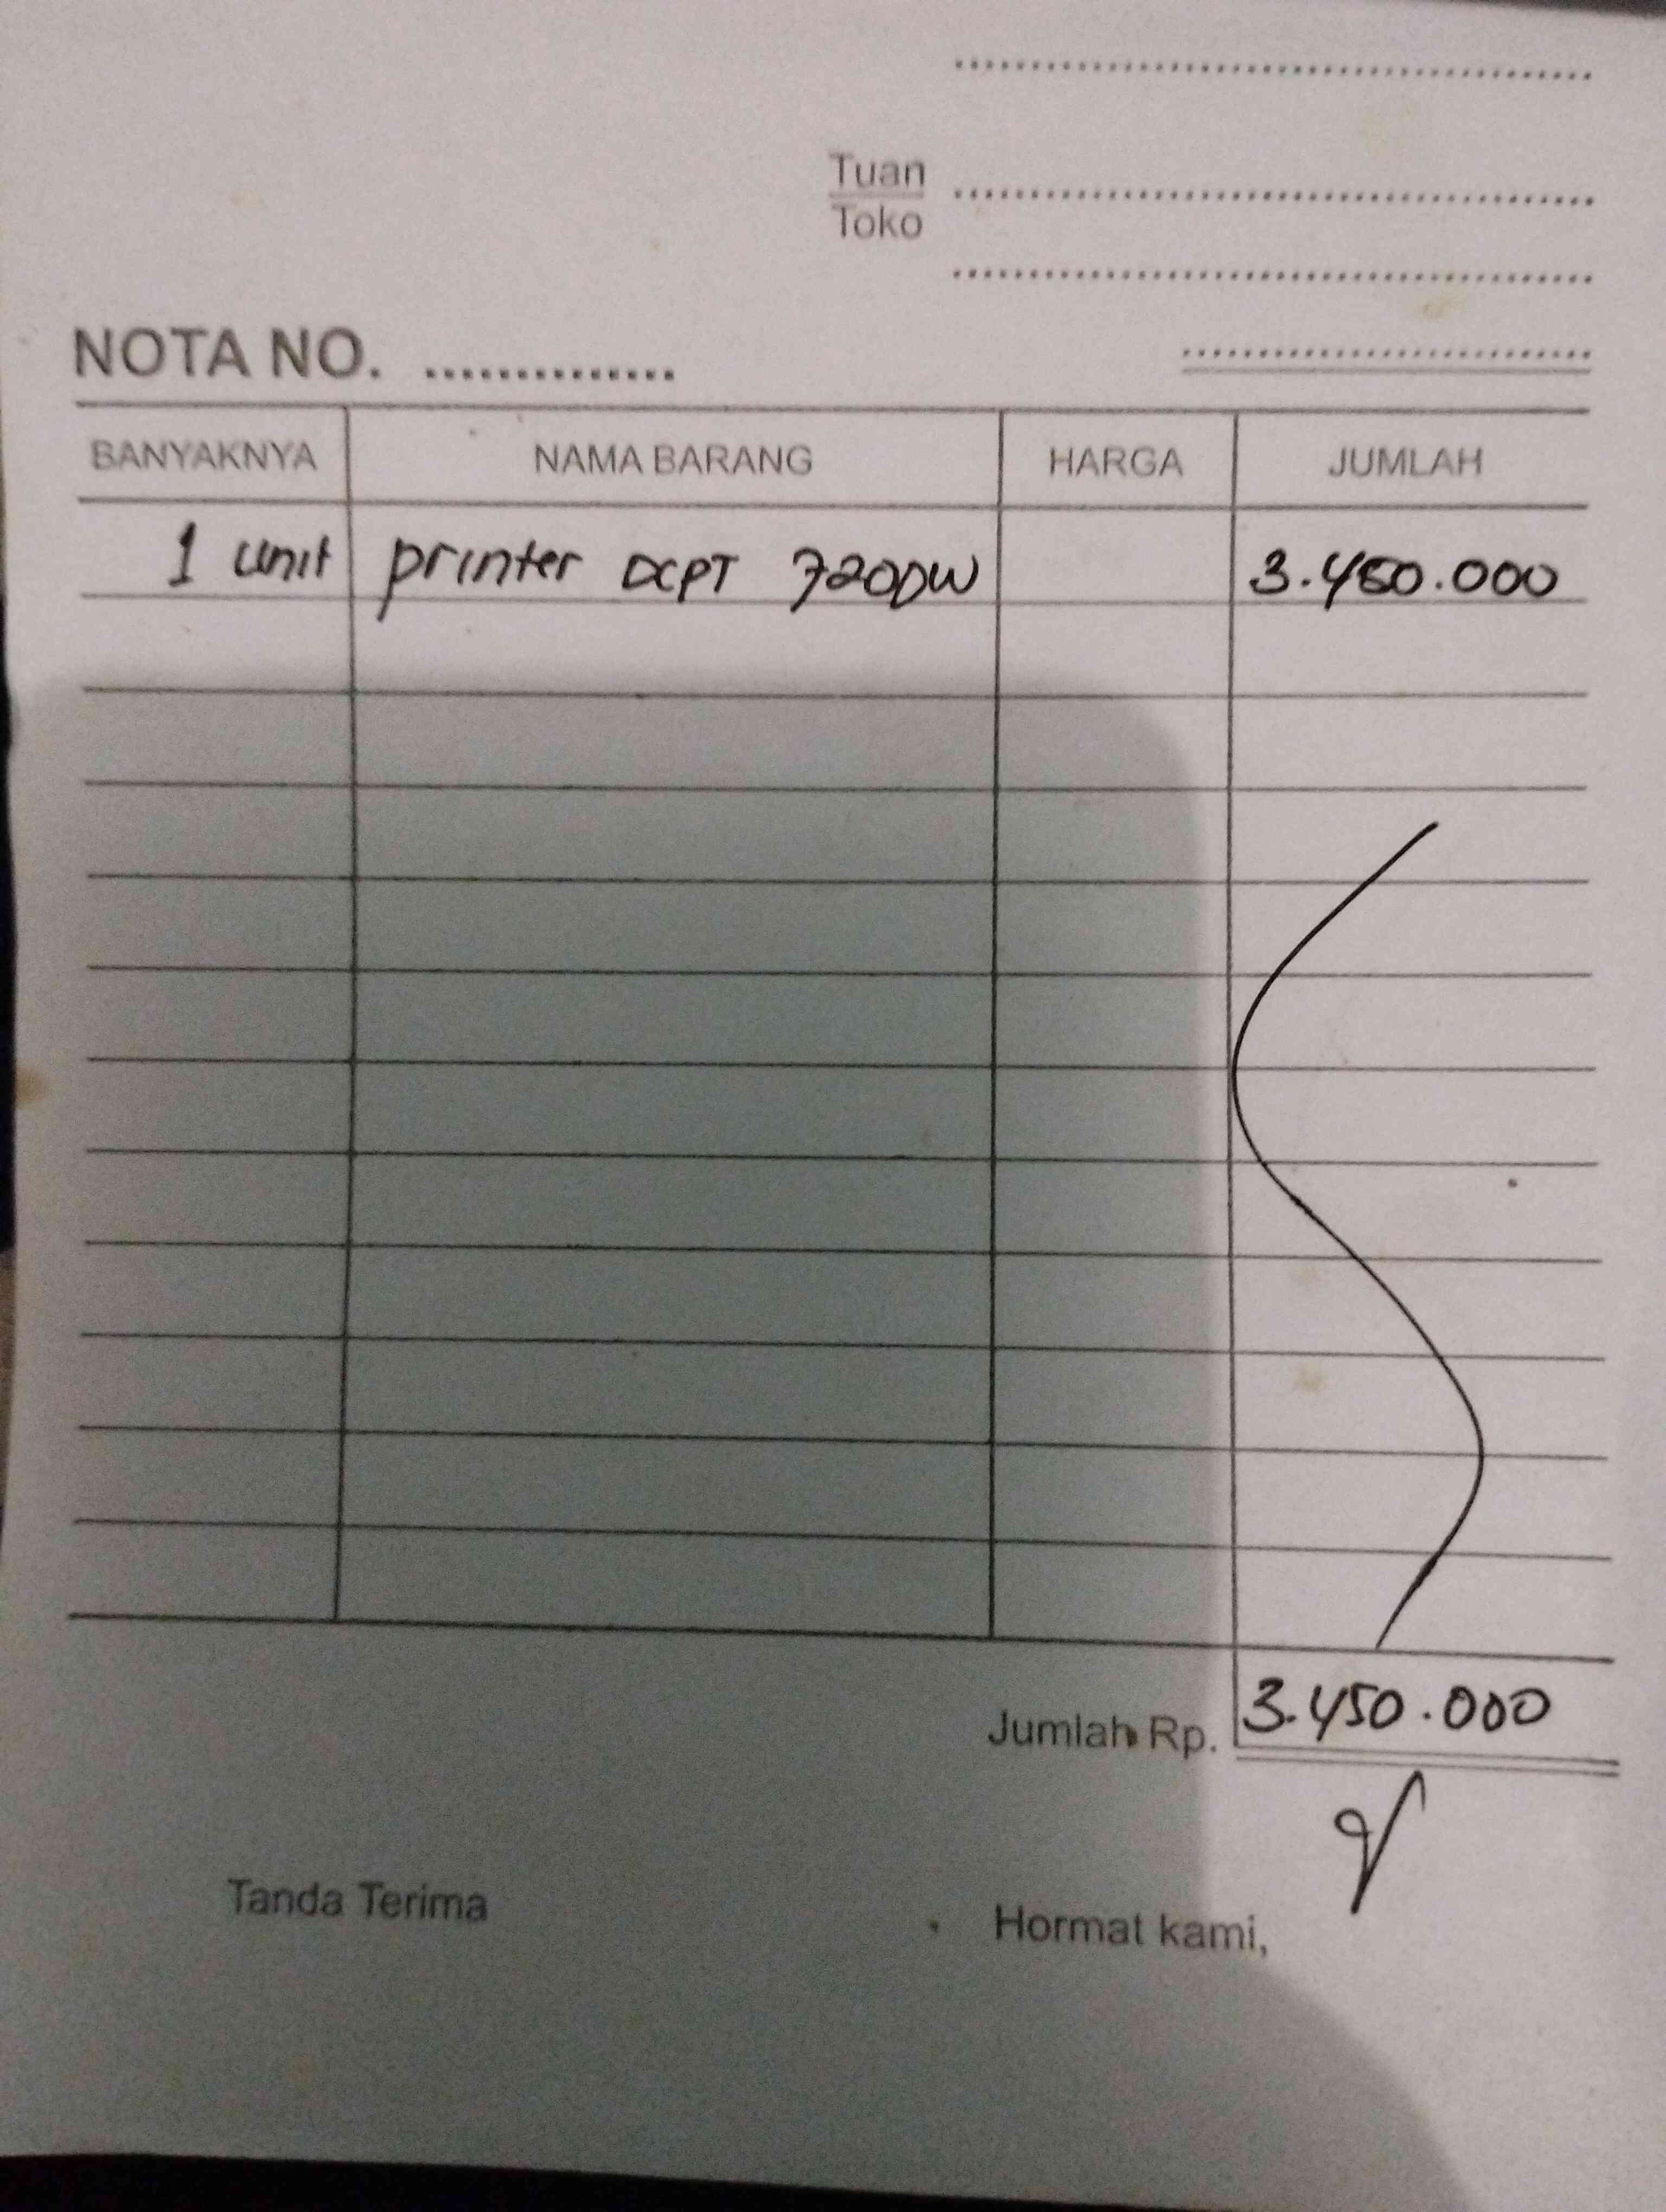 Tuan
Toko
NOTA NO. ..............
BANYAKNYA NAMA BARANG HARGA JUMLAH
1 unit printer DCPT 720DW 3.450.000
Jumlah Rp. 3.450.000
Tanda Terima Hormat kami,